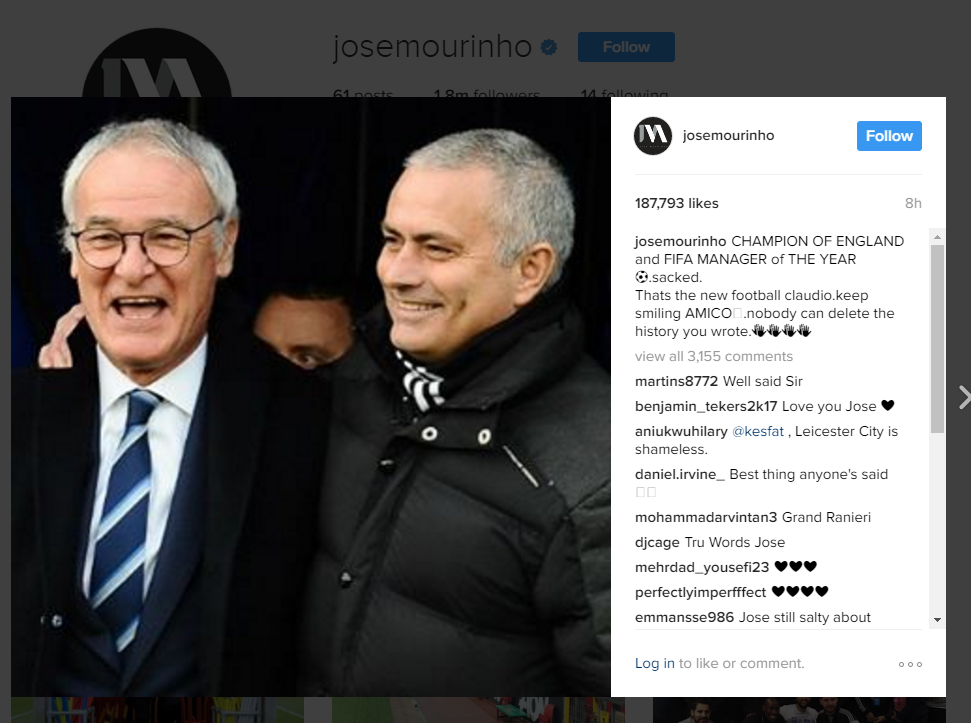 josemourinho Follow
61 posts 1.8m followers 14 following
josemourinho Follow
187,793 likes 8h
josemourinho CHAMPION OF ENGLAND
and FIFA MANAGER of THE YEAR
⚽.sacked.
Thats the new football claudio.keep
smiling AMICO□.nobody can delete the
history you wrote.👋👋👋👋
view all 3,155 comments
martins8772 Well said Sir
benjamin_tekers2k17 Love you Jose ♥
aniukwuhilary @kesfat , Leicester City is
shameless.
daniel.irvine_ Best thing anyone's said
□□
mohammadarvintan3 Grand Ranieri
djcage Tru Words Jose
mehrdad_yousefi23 ♥♥♥
perfectlyimperfffect ♥♥♥♥
emmansse986 Jose still salty about
Log in to like or comment.